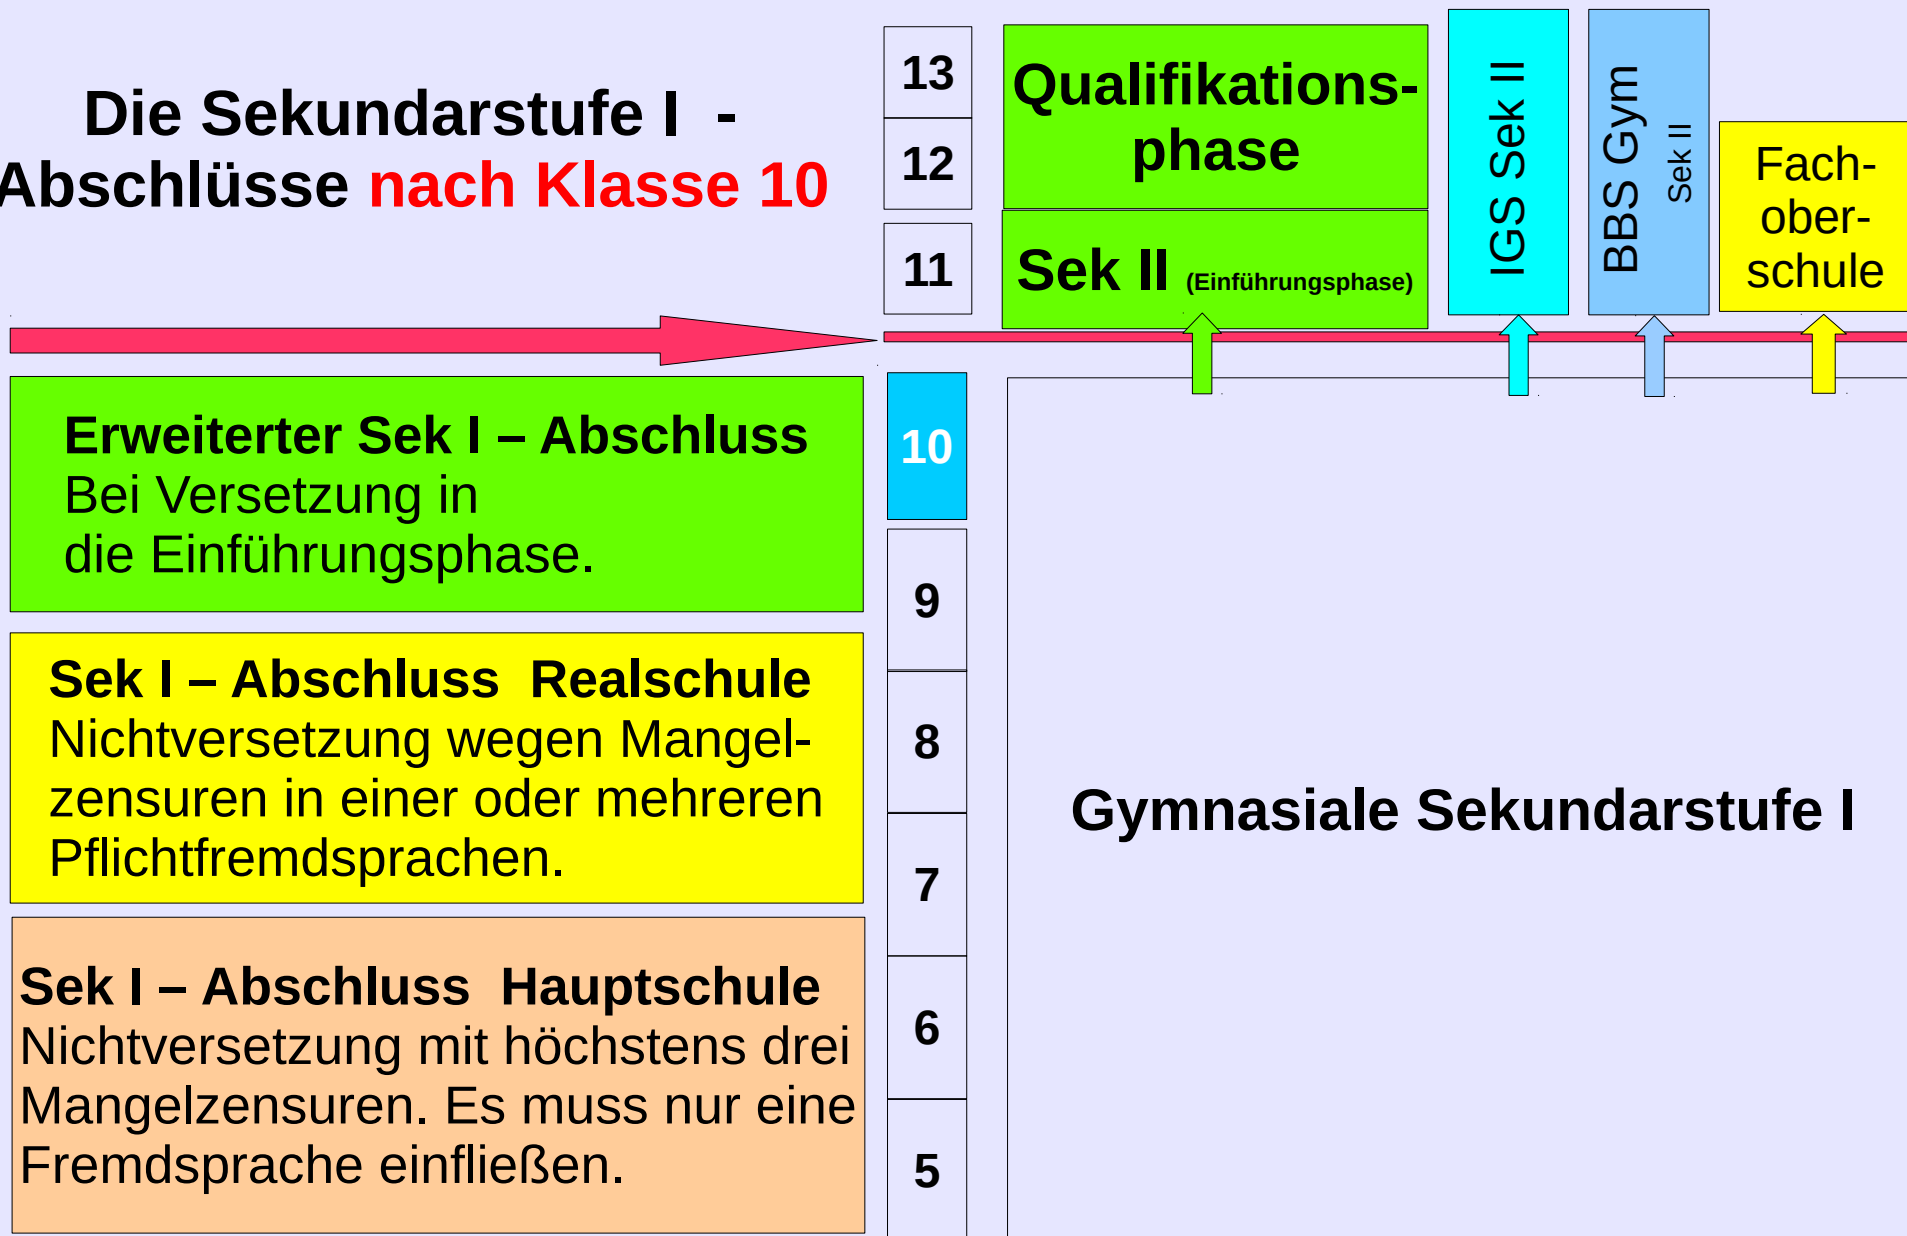 Die Sekundarstufe I -
Abschlüsse nach Klasse 10
13
12
11
Qualifikations-
phase
Sek II (Einführungsphase)
IGS Sek II
BBS Gym
Sek II
Fach-
ober-
schule
Erweiterter Sek I – Abschluss
Bei Versetzung in
die Einführungsphase.
Sek I – Abschluss Realschule
Nichtversetzung wegen Mangel-
zensuren in einer oder mehreren
Pflichtfremdsprachen.
Sek I – Abschluss Hauptschule
Nichtversetzung mit höchstens drei
Mangelzensuren. Es muss nur eine
Fremdsprache einfließen.
10
9
8
7
6
5
Gymnasiale Sekundarstufe I